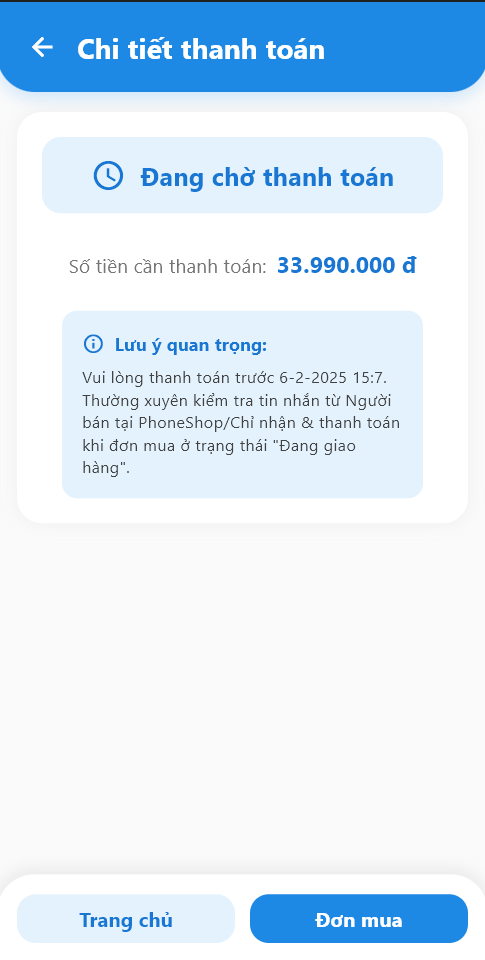 Chi tiết thanh toán
Đang chờ thanh toán
Số tiền cần thanh toán: 33.990.000 đ
Lưu ý quan trọng:
Vui lòng thanh toán trước 6-2-2025 15:7.
Thường xuyên kiểm tra tin nhắn từ Người
bán tại PhoneShop/Chỉ nhận & thanh toán
khi đơn mua ở trạng thái "Đang giao
hàng".
Trang chủ
Đơn mua